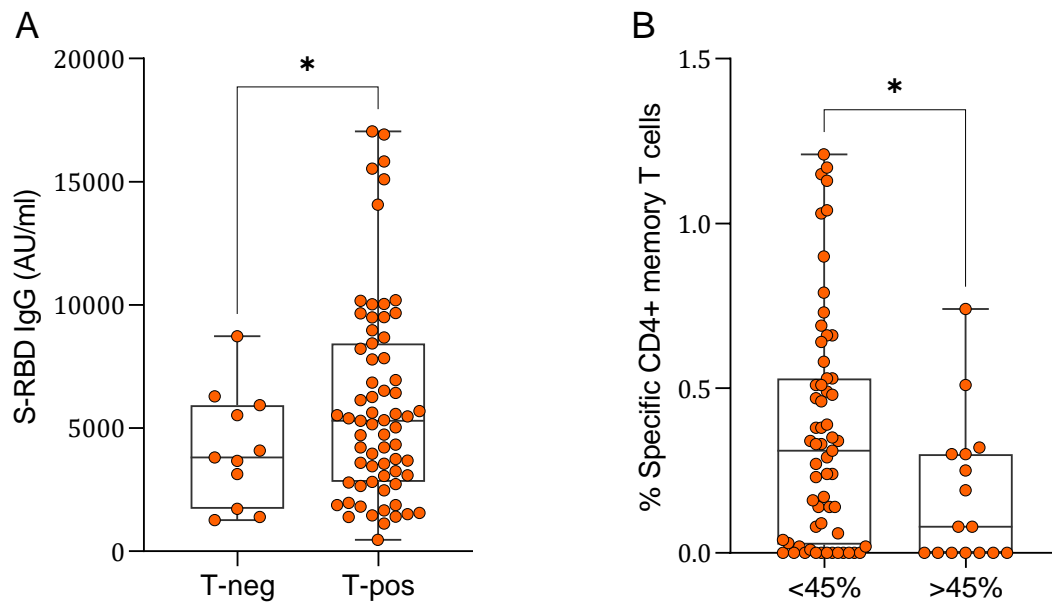 A
S-RBD IgG (AU/ml)
20000
15000
10000
5000
0
*
T-neg T-pos
B
% Specific CD4+ memory T cells
1.5
1.0
0.5
0.0
*
<45% >45%